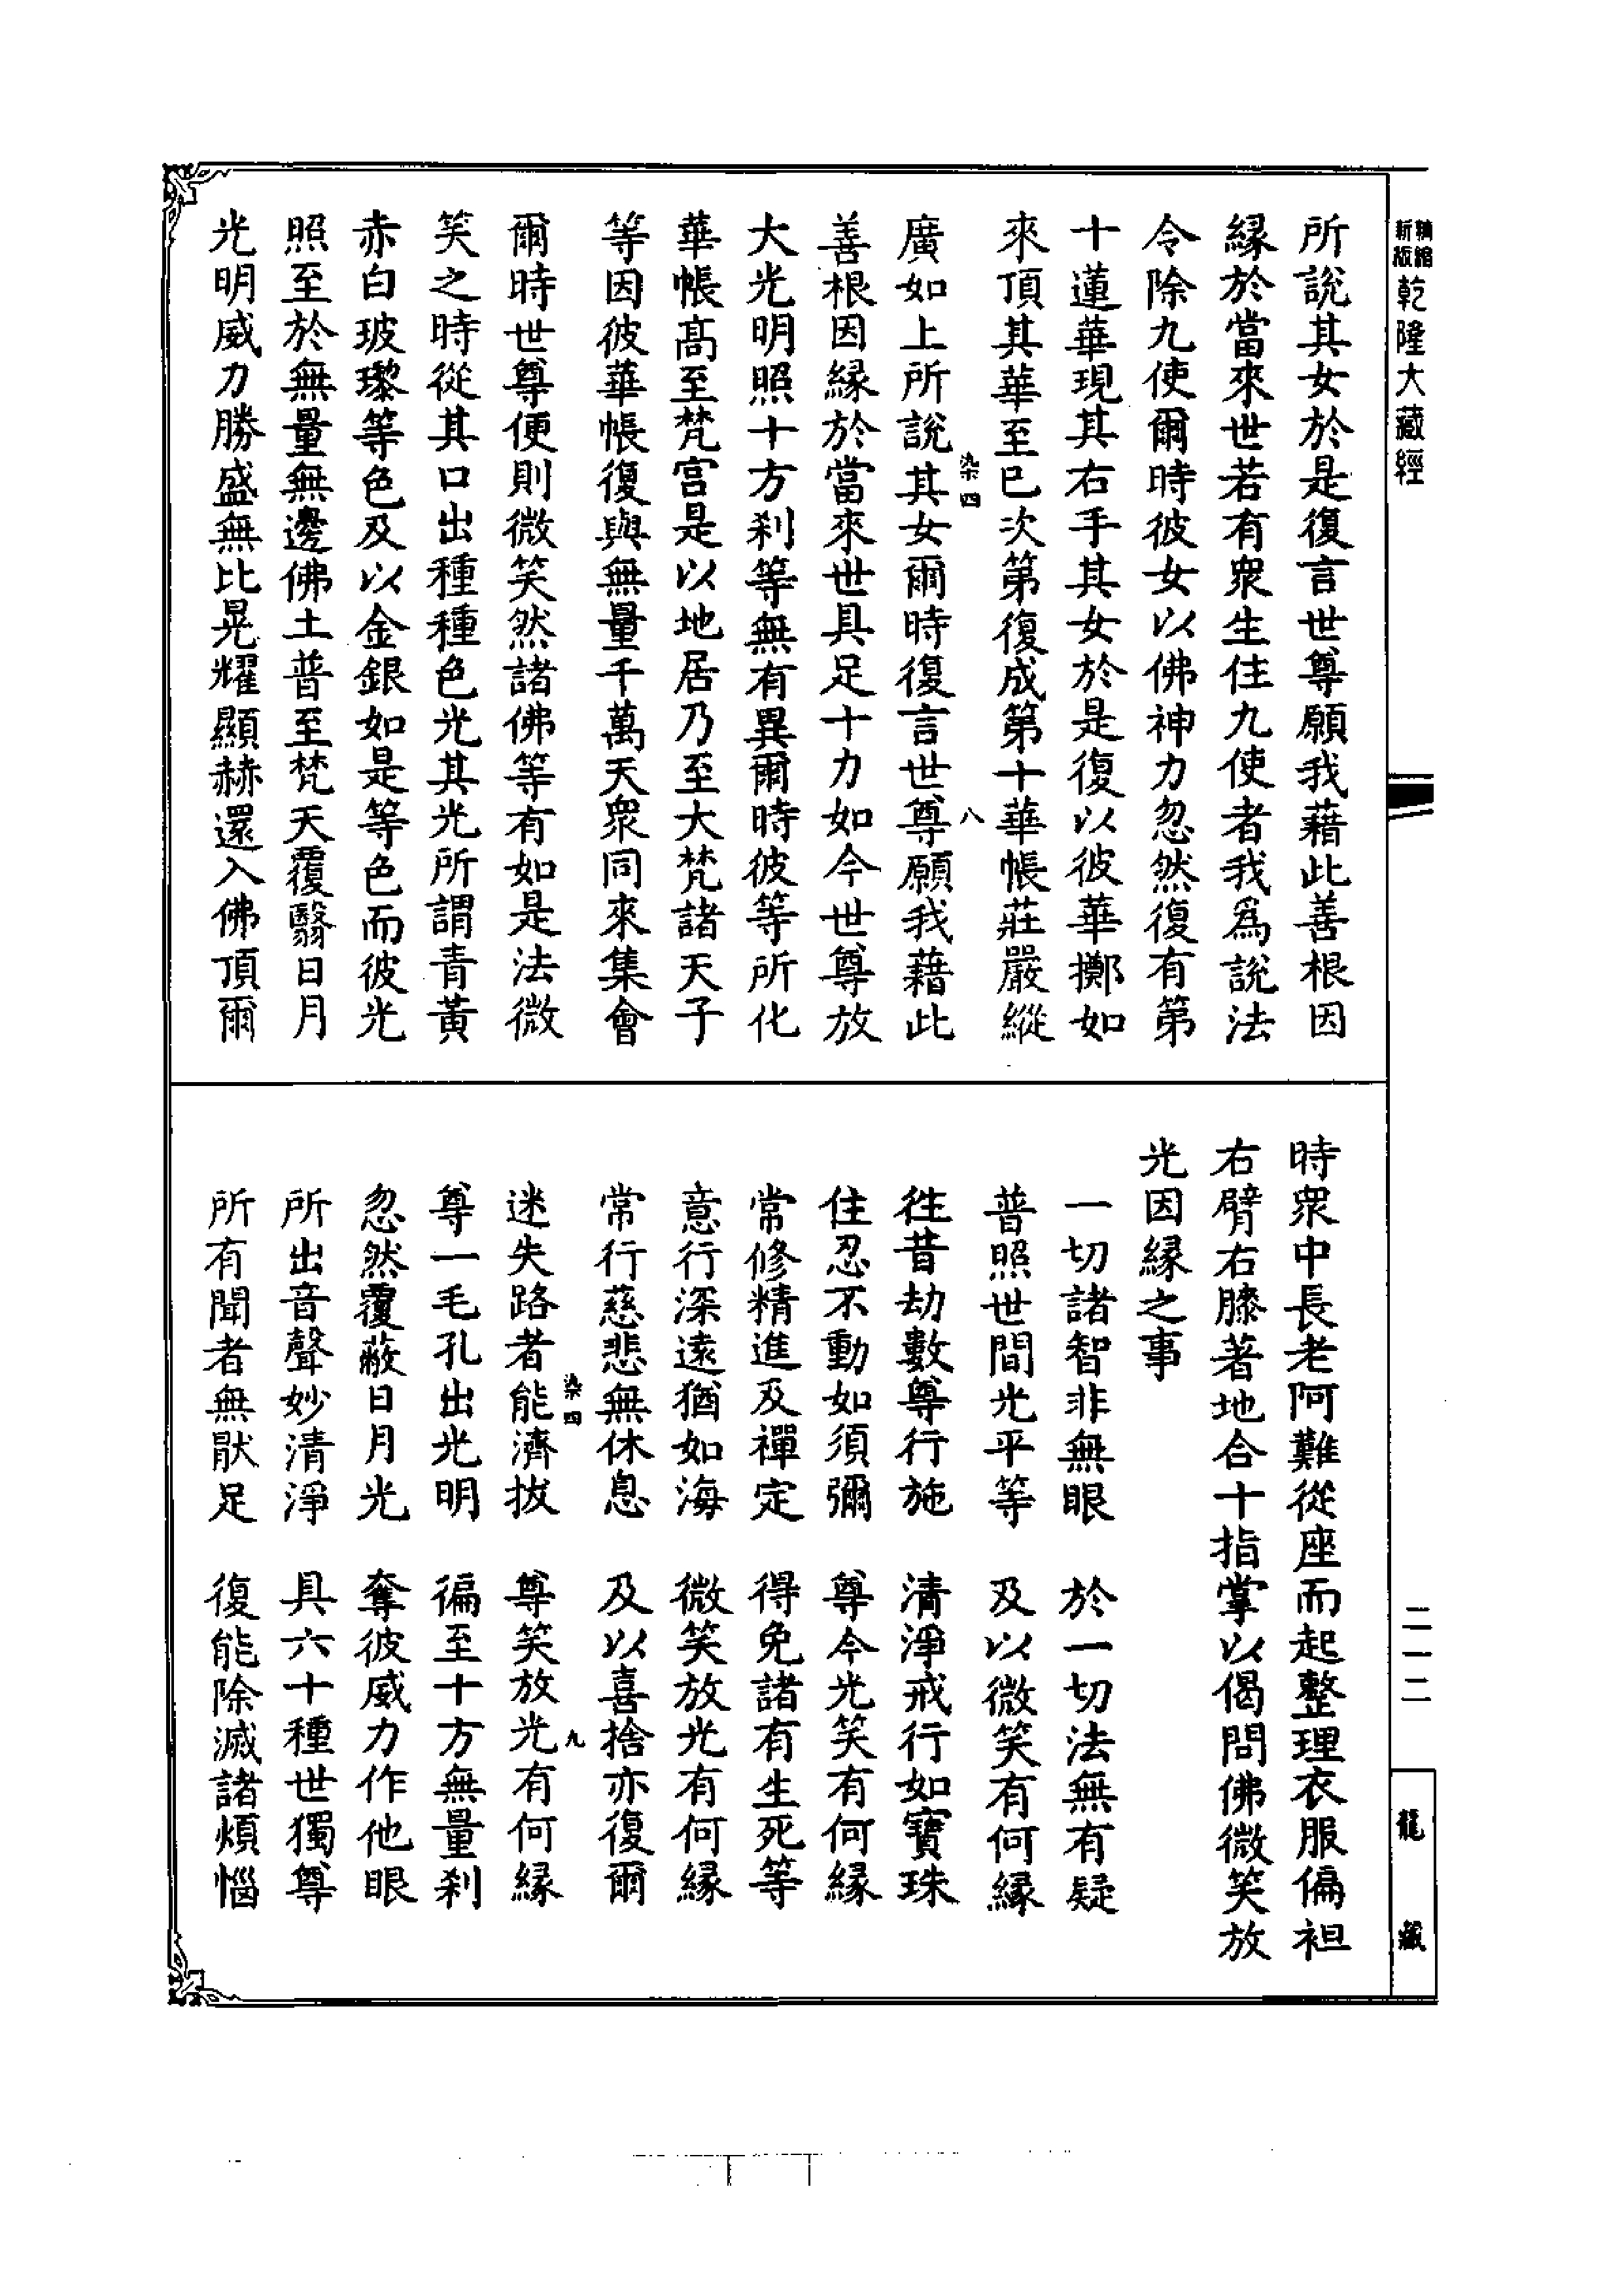 精縮
新版
乾隆大藏經
所說其女於是復言世尊願我藉此善根因
緣於當來世若有衆生住九使者我爲說法
令除九使爾時彼女以佛神力忽然復有第
十蓮華現其右手其女於是復以彼華擲如
來頂其華至已次第復成第十華帳莊嚴縱
染四
八
廣如上所說其女爾時復言世尊願我藉此
善根因緣於當來世具足十力如今世尊放
大光明照十方刹等無有異爾時彼等所化
華帳髙至梵宫是以地居乃至大梵諸天子
等因彼華帳復與無量千萬天衆同來集會
爾時世尊便則微笑然諸佛等有如是法微
笑之時從其口出種種色光其光所謂青黃
赤白玻瓈等色及以金銀如是等色而彼光
照至於無量無邊佛土普至梵天覆翳日月
光明威力勝盛無比晃耀顯赫還入佛頂爾
時衆中長老阿難從座而起整理衣服偏袒
右臂右膝著地合十指掌以偈問佛微笑放
光因緣之事
一切諸智非無眼　於一切法無有疑
普照世間光平等　及以微笑有何緣
徃昔劫數尊行施　清淨戒行如寶珠
住忍不動如須彌　尊今光笑有何緣
常修精進及禪定　得免諸有生死等
意行深遠猶如海　微笑放光有何緣
常行慈悲無休息　及以喜捨亦復爾
染四
九
迷失路者能濟拔　尊笑放光有何緣
尊一毛孔出光明　徧至十方無量刹
忽然覆蔽日月光　奪彼威力作他眼
所出音聲妙清淨　具六十種世獨尊
所有聞者無猒足　復能除滅諸煩惱
二一二
龍藏